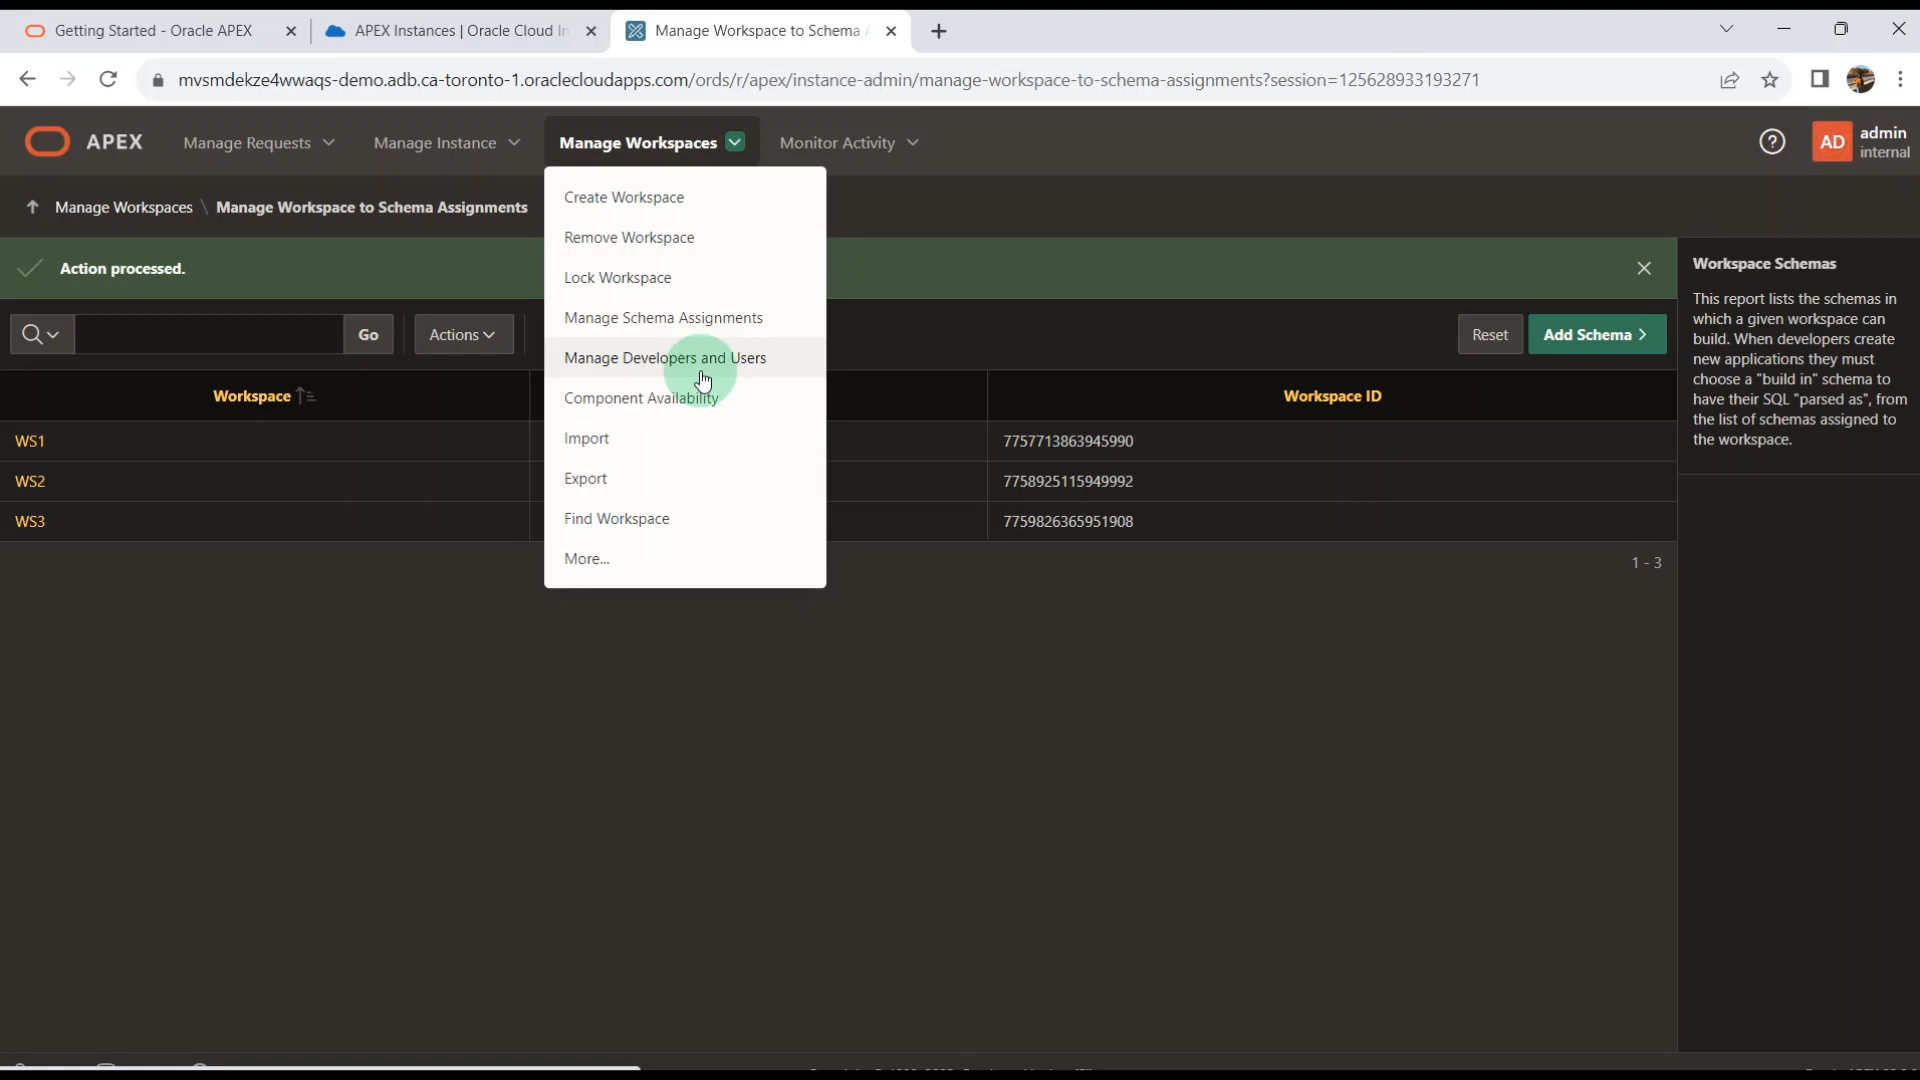 Getting Started - Oracle APEX
APEX Instances | Oracle Cloud In
Manage Workspace to Schema A
mvsmdekze4wwaqs-demo.adb.ca-toronto-1.oraclecloudapps.com/ords/r/apex/instance-admin/manage-workspace-to-schema-assignments?session=125628933193271
APEX
Manage Requests
Manage Instance
Manage Workspaces
Monitor Activity
AD
admin
internal
Manage Workspaces \ Manage Workspace to Schema Assignments
Create Workspace
Remove Workspace
Lock Workspace
Manage Schema Assignments
Manage Developers and Users
Component Availability
Import
Export
Find Workspace
More...
Action processed.
Go
Actions
Reset
Add Schema
Workspace
Workspace ID
WS1
7757713863945990
WS2
7758925115949992
WS3
7759826365951908
1 - 3
Workspace Schemas
This report lists the schemas in
which a given workspace can
build. When developers create
new applications they must
choose a "build in" schema to
have their SQL "parsed as", from
the list of schemas assigned to
the workspace.